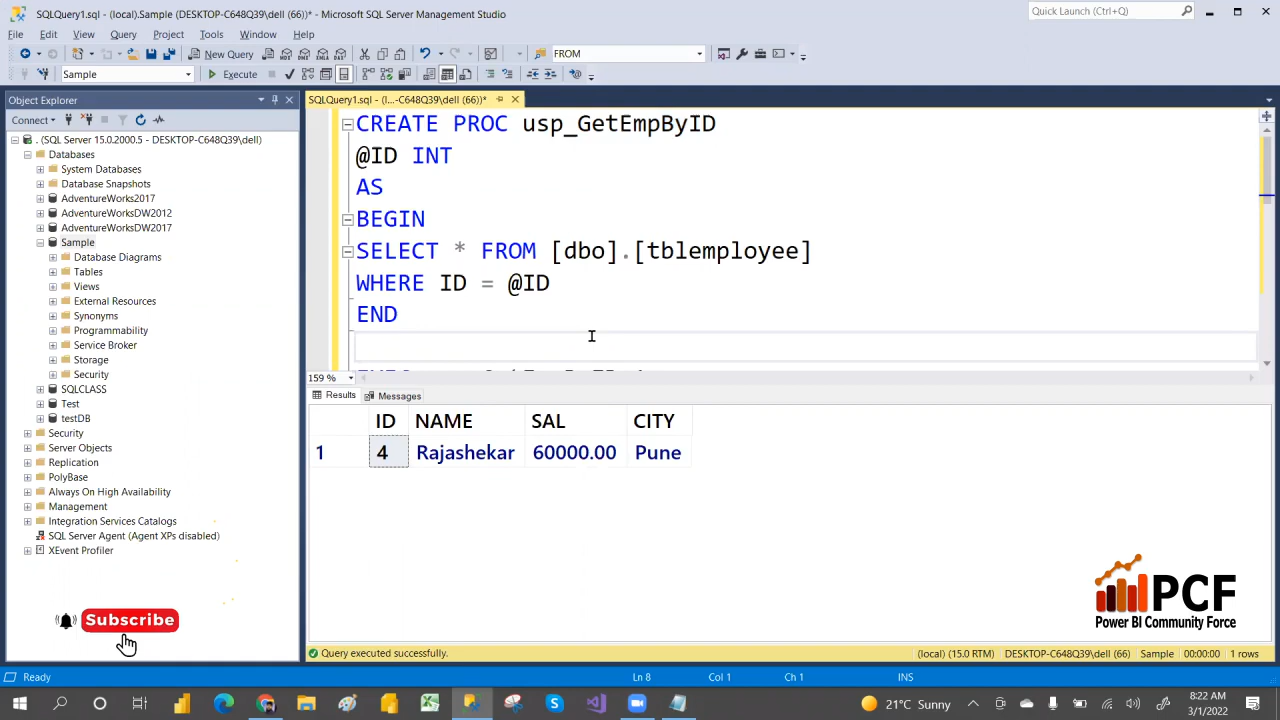 SQLQuery1.sql - (local).Sample (DESKTOP-C648Q39\dell (66))* - Microsoft SQL Server Management Studio
Quick Launch (Ctrl+Q)
File Edit View Query Project Tools Window Help
New Query
FROM
Sample
Execute
Object Explorer
Connect
. (SQL Server 15.0.2000.5 - DESKTOP-C648Q39\dell)
Databases
System Databases
Database Snapshots
AdventureWorks2017
AdventureWorksDW2012
AdventureWorksDW2017
Sample
Database Diagrams
Tables
Views
External Resources
Synonyms
Programmability
Service Broker
Storage
Security
SQLCLASS
Test
testDB
Security
Server Objects
Replication
PolyBase
Always On High Availability
Management
Integration Services Catalogs
SQL Server Agent (Agent XPs disabled)
XEvent Profiler
Subscribe
SQLQuery1.sql - (l...-C648Q39\dell (66))*
CREATE PROC usp_GetEmpByID
@ID INT
AS
BEGIN
SELECT * FROM [dbo].[tblemployee]
WHERE ID = @ID
END
159 %
Results Messages
ID NAME SAL CITY
1 4 Rajashekar 60000.00 Pune
PCF
Power BI Community Force
Query executed successfully.
(local) (15.0 RTM) DESKTOP-C648Q39\dell (66) Sample 00:00:00 1 rows
Ready
Ln 8 Col 1 Ch 1 INS
21°C Sunny
8:22 AM
3/1/2022